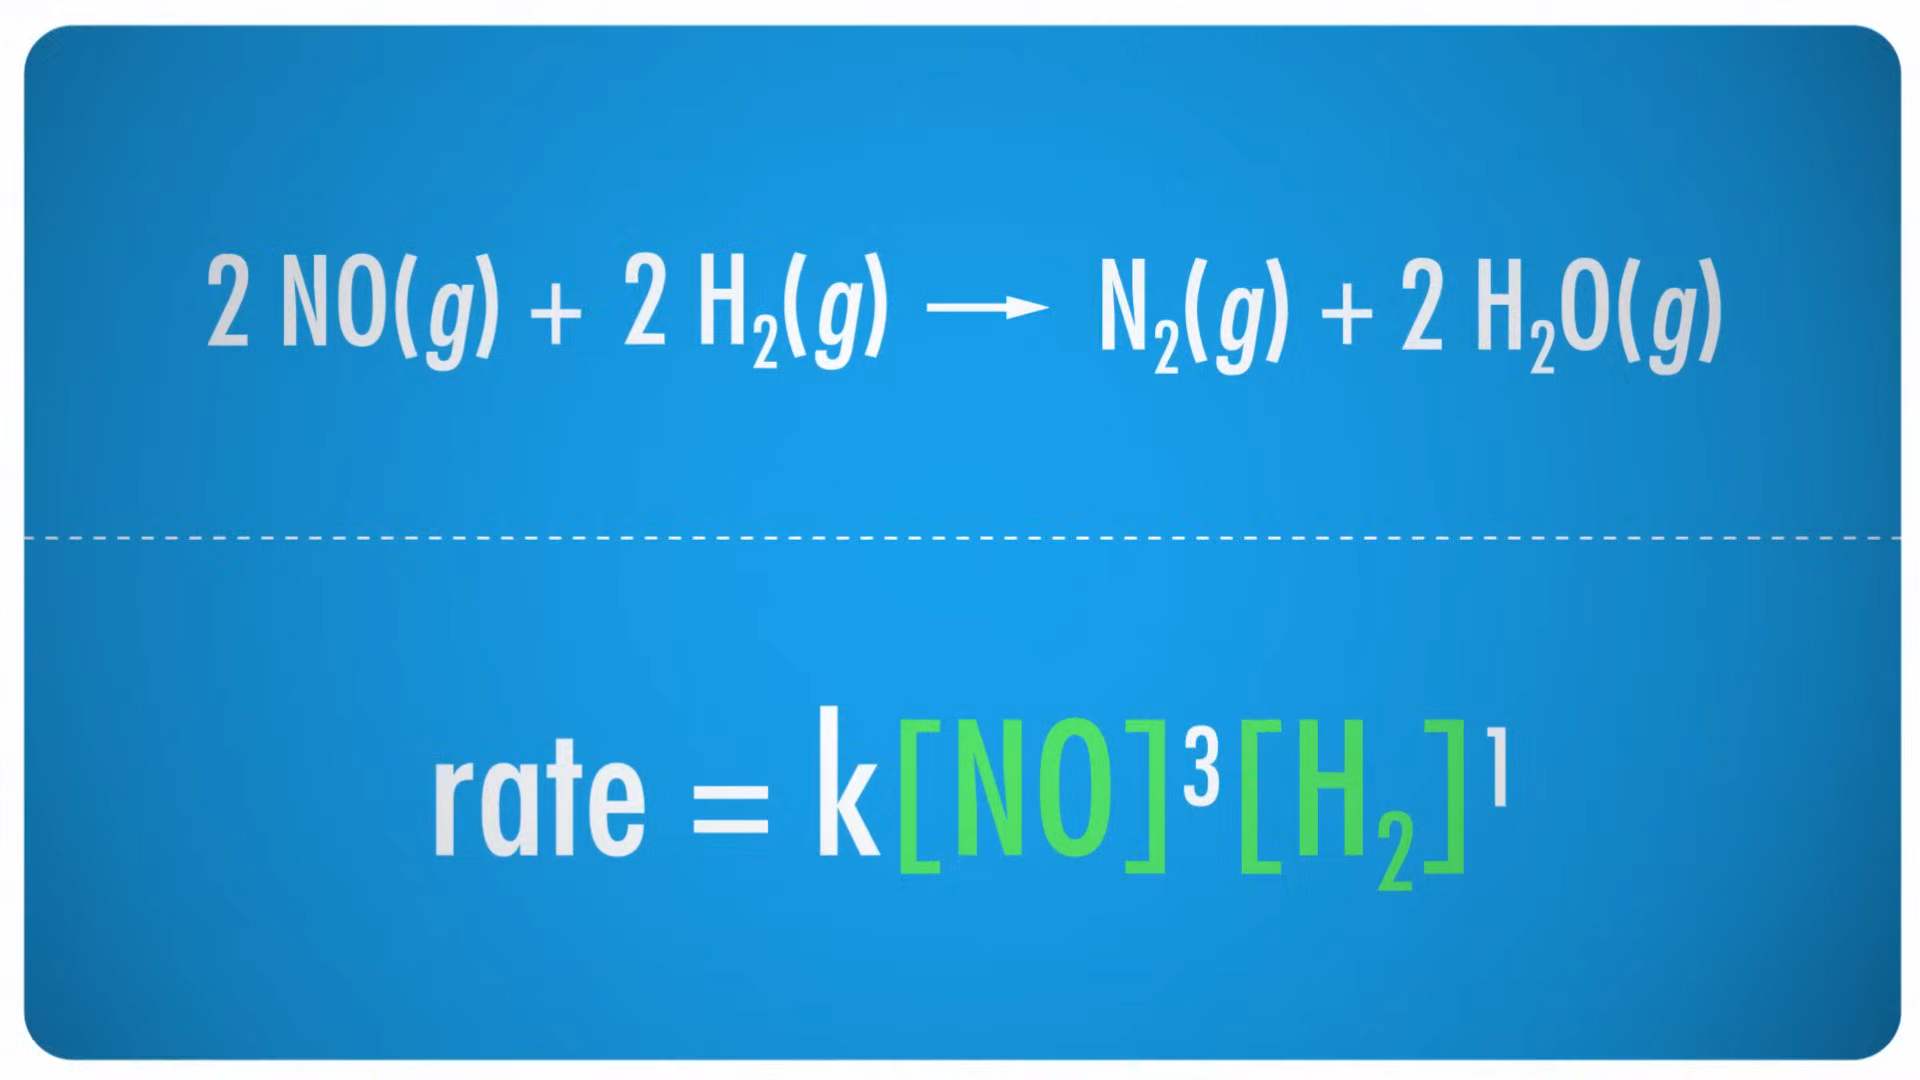 2 NO(g) + 2 H₂(g) → N₂(g) + 2 H₂O(g)
rate = k[NO]³[H₂]¹